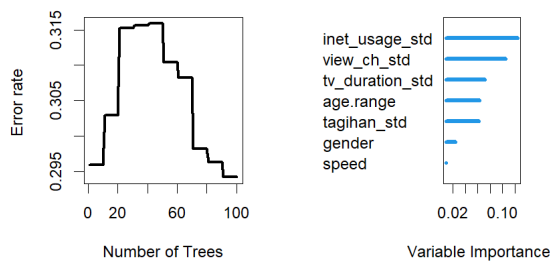 Error rate
0.295
0.305
0.315
0
20
60
100
Number of Trees
inet_usage_std
view_ch_std
tv_duration_std
age.range
tagihan_std
gender
speed
0.02
0.10
Variable Importance